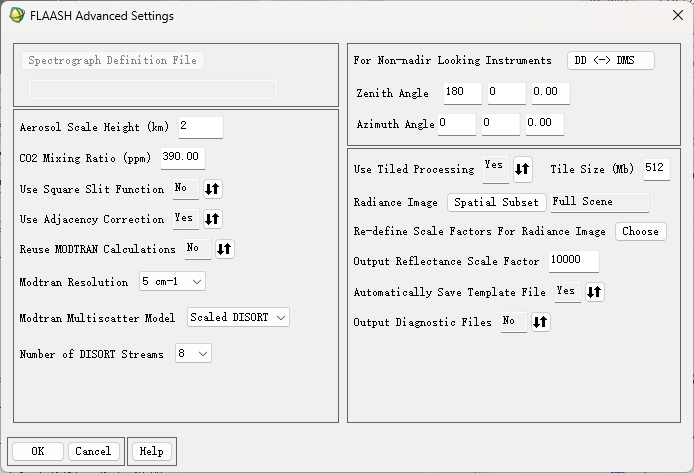 FLAASH Advanced Settings
Spectrograph Definition File
Aerosol Scale Height (km) 2
CO2 Mixing Ratio (ppm) 390.00
Use Square Slit Function No
Use Adjacency Correction Yes
Reuse MODTRAN Calculations No
Modtran Resolution 5 cm-1
Modtran Multiscatter Model Scaled DISORT
Number of DISORT Streams 8
For Non-nadir Looking Instruments DD <-> DMS
Zenith Angle 180 0 0.00
Azimuth Angle 0 0 0.00
Use Tiled Processing Yes Tile Size (Mb) 512
Radiance Image Spatial Subset Full Scene
Re-define Scale Factors For Radiance Image Choose
Output Reflectance Scale Factor 10000
Automatically Save Template File Yes
Output Diagnostic Files No
OK Cancel Help